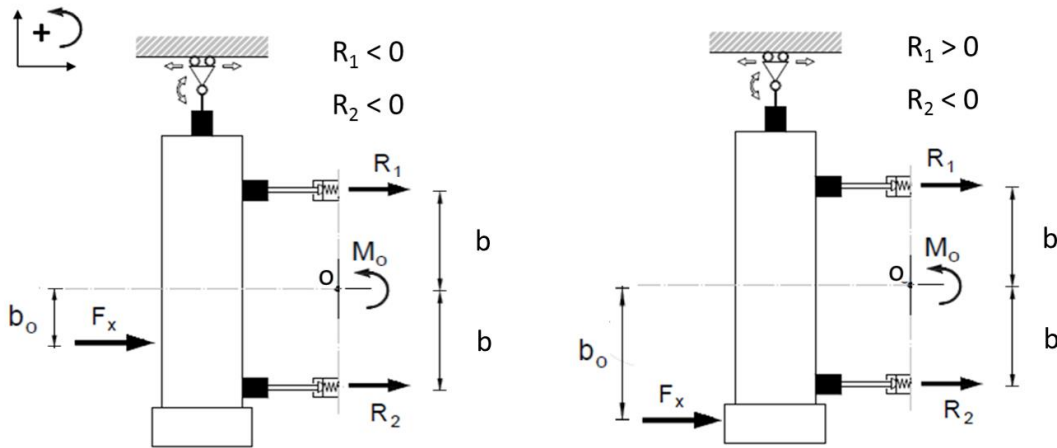 +
R₁ < 0
R₂ < 0
R₁
b
Mₒ
o
bₒ
Fₓ
b
R₂
R₁ > 0
R₂ < 0
R₁
b
Mₒ
o
bₒ
b
Fₓ
R₂